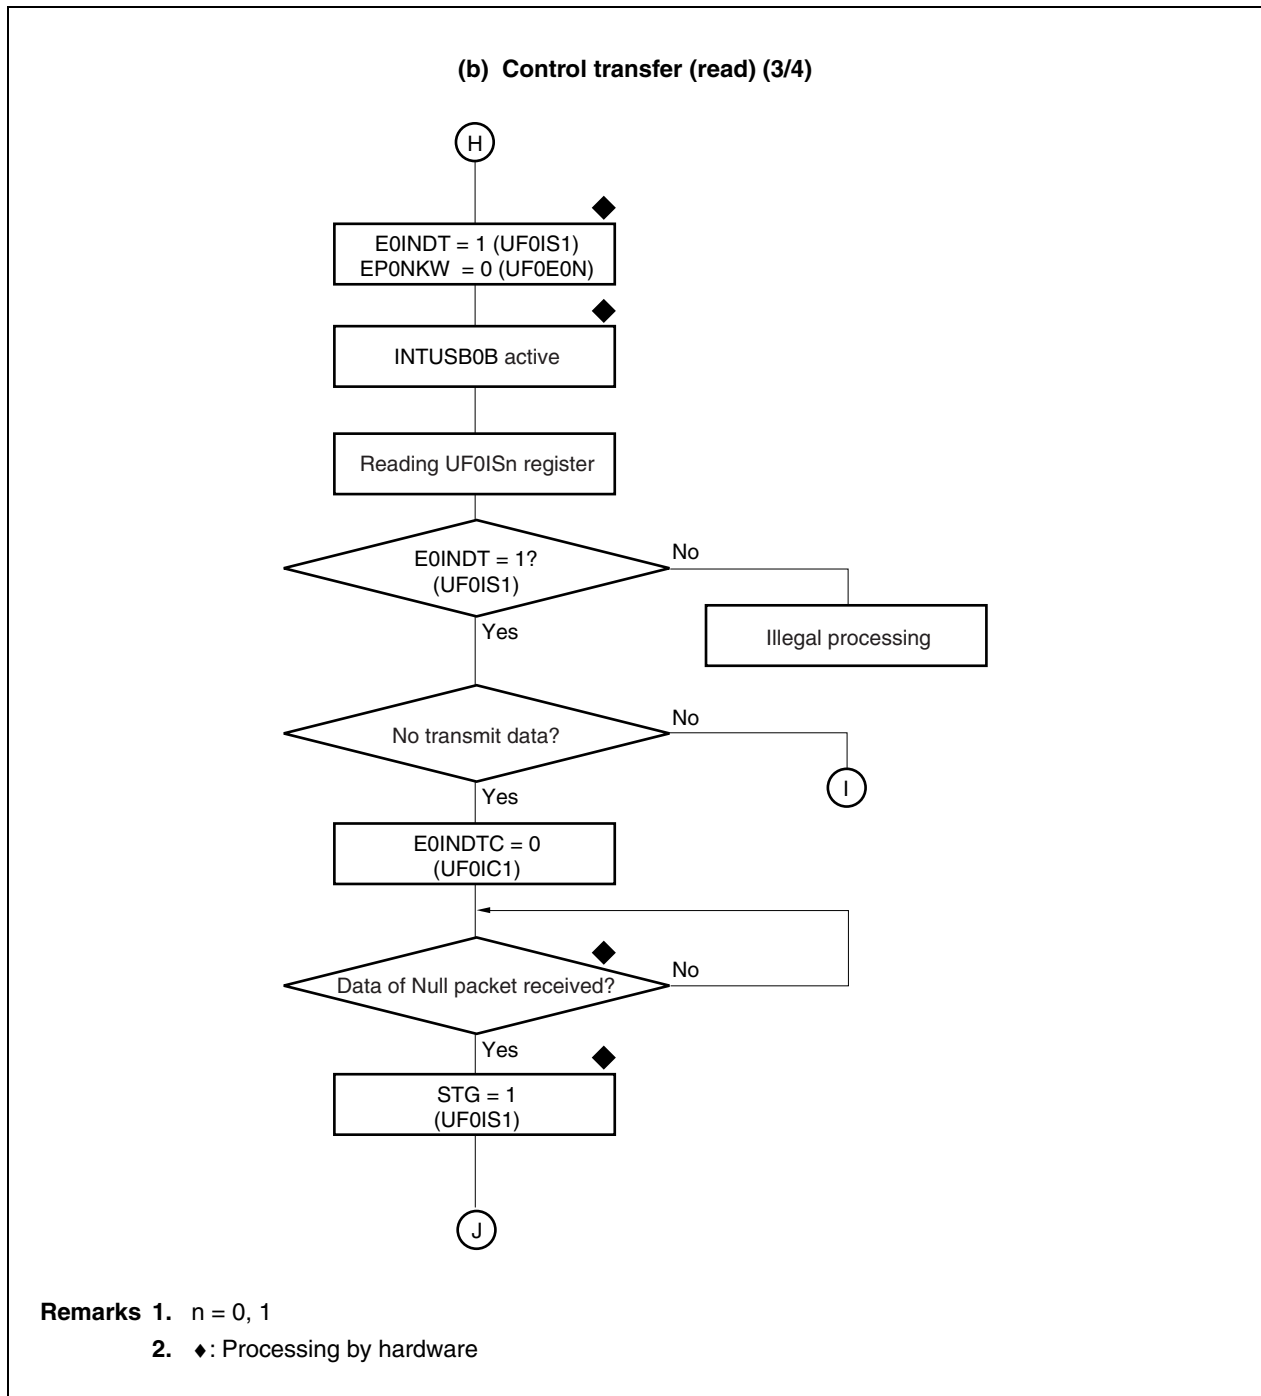 (b) Control transfer (read) (3/4)
H
E0INDT = 1 (UF0IS1)
EP0NKW = 0 (UF0E0N)
INTUSB0B active
Reading UF0ISn register
E0INDT = 1?
(UF0IS1)
No
Illegal processing
Yes
No transmit data?
No
I
Yes
E0INDTC = 0
(UF0IC1)
Data of Null packet received?
No
Yes
STG = 1
(UF0IS1)
J
Remarks 1. n = 0, 1
2. ♦: Processing by hardware